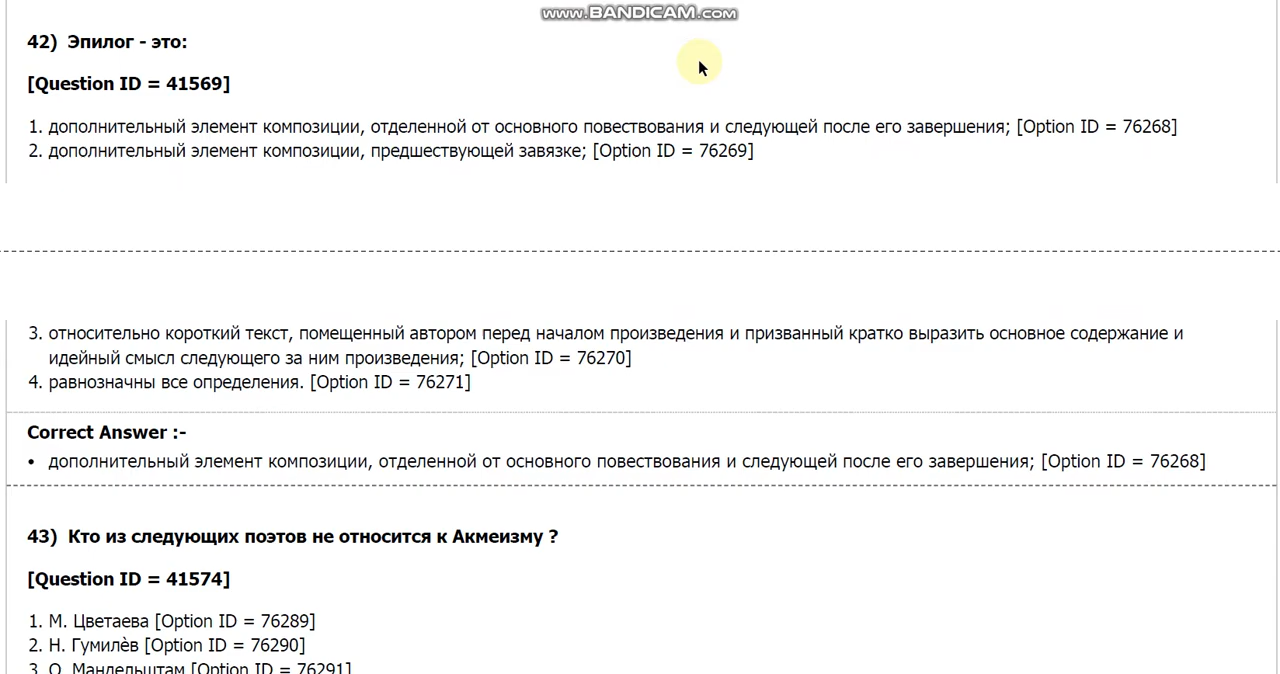 www.BANDICAM.com
42) Эпилог - это:
[Question ID = 41569]
1. дополнительный элемент композиции, отделенной от основного повествования и следующей после его завершения; [Option ID = 76268]
2. дополнительный элемент композиции, предшествующей завязке; [Option ID = 76269]
3. относительно короткий текст, помещенный автором перед началом произведения и призванный кратко выразить основное содержание и
идейный смысл следующего за ним произведения; [Option ID = 76270]
4. равнозначны все определения. [Option ID = 76271]
Correct Answer :-
• дополнительный элемент композиции, отделенной от основного повествования и следующей после его завершения; [Option ID = 76268]
43) Кто из следующих поэтов не относится к Акмеизму ?
[Question ID = 41574]
1. М. Цветаева [Option ID = 76289]
2. Н. Гумилѐв [Option ID = 76290]
3. О. Мандельштам [Option ID = 76291]